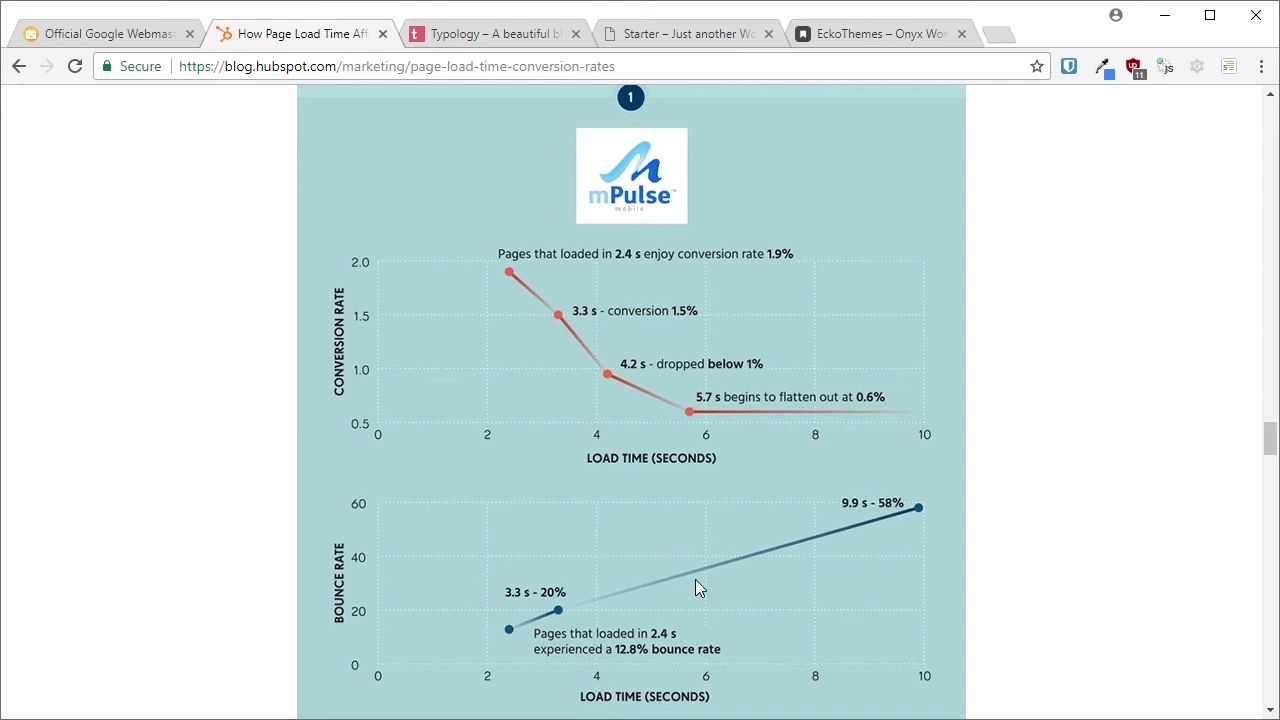 Official Google Webmast
How Page Load Time Aff
Typology – A beautiful bl
Starter – Just another Wo
EckoThemes – Onyx Wor
Secure
https://blog.hubspot.com/marketing/page-load-time-conversion-rates
11
js
1
mPulse
mobile
Pages that loaded in 2.4 s enjoy conversion rate 1.9%
2.0
3.3 s - conversion 1.5%
1.5
4.2 s - dropped below 1%
1.0
5.7 s begins to flatten out at 0.6%
0.5
CONVERSION RATE
0 2 4 6 8 10
LOAD TIME (SECONDS)
9.9 s - 58%
60
40
3.3 s - 20%
20
Pages that loaded in 2.4 s
experienced a 12.8% bounce rate
0
BOUNCE RATE
0 2 4 6 8 10
LOAD TIME (SECONDS)